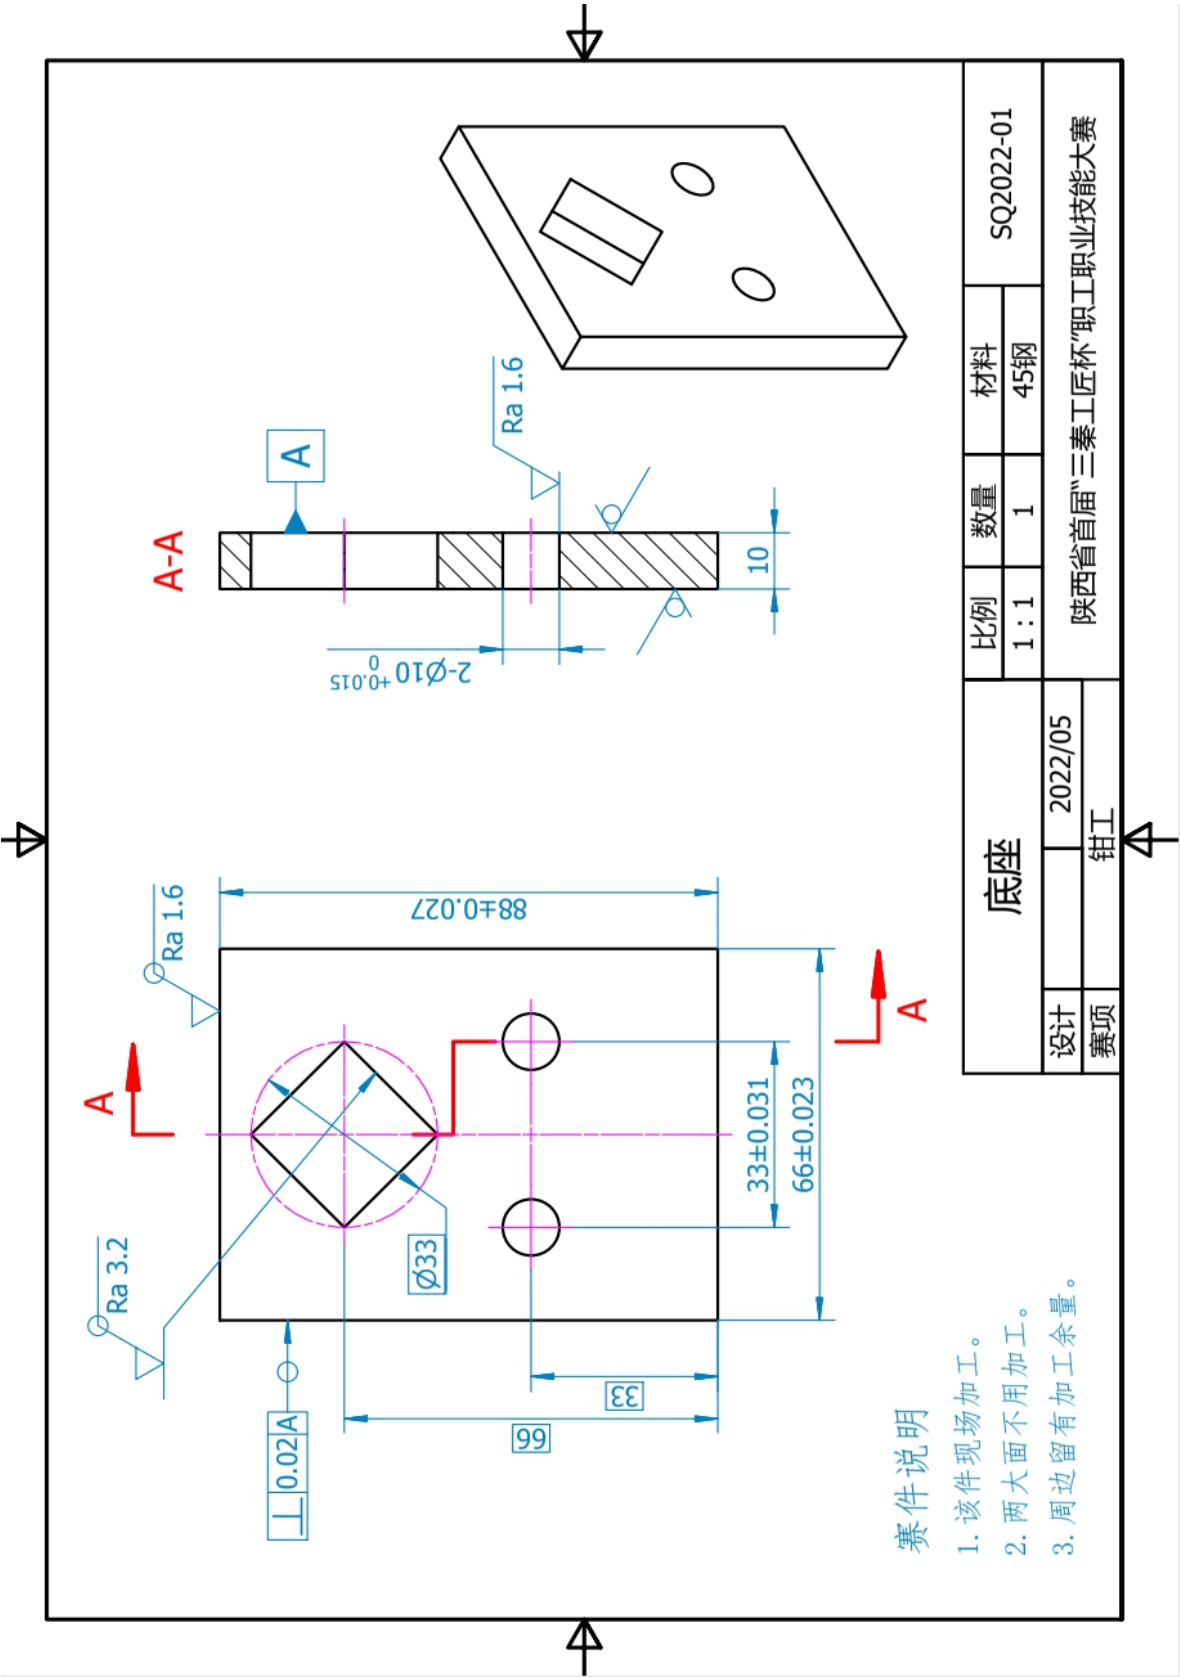 Ra 3.2
A
Ra 1.6
A-A
⊥ 0.02 A
A
88±0.027
2-Ø10 +0.015
0
Ø33
Ra 1.6
66
33
33±0.031
66±0.023
10
A
赛件说明
1. 该件现场加工。
2. 两大面不用加工。
3. 周边留有加工余量。
底座
比例
数量
材料
SQ2022-01
1 : 1
1
45钢
设计
2022/05
陕西省首届“三秦工匠杯”职工职业技能大赛
赛项
钳工